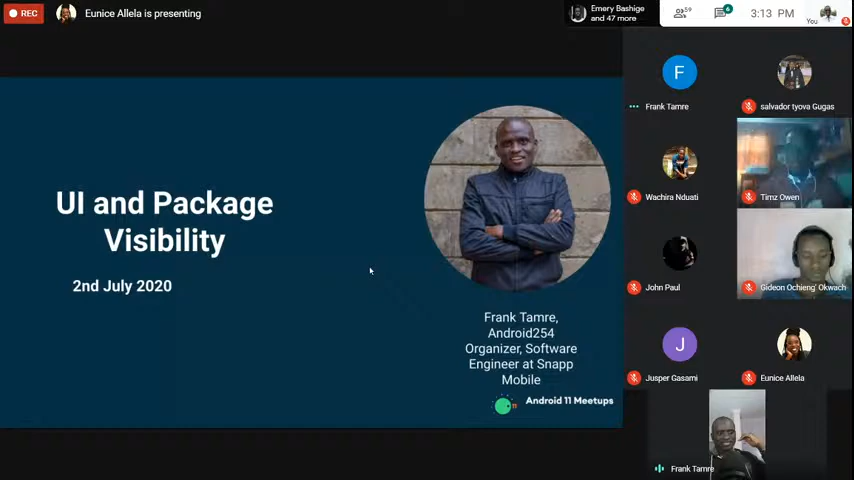 REC
Eunice Allela is presenting
Emery Bashige
and 47 more
59
6
3:13 PM
You
UI and Package
Visibility
2nd July 2020
Frank Tamre,
Android254
Organizer, Software
Engineer at Snapp
Mobile
11
Android 11 Meetups
F
Frank Tamre
salvador tyova Gugas
Wachira Nduati
Timz Owen
John Paul
Gideon Ochieng' Okwach
J
Jusper Gasami
Eunice Allela
Frank Tamre